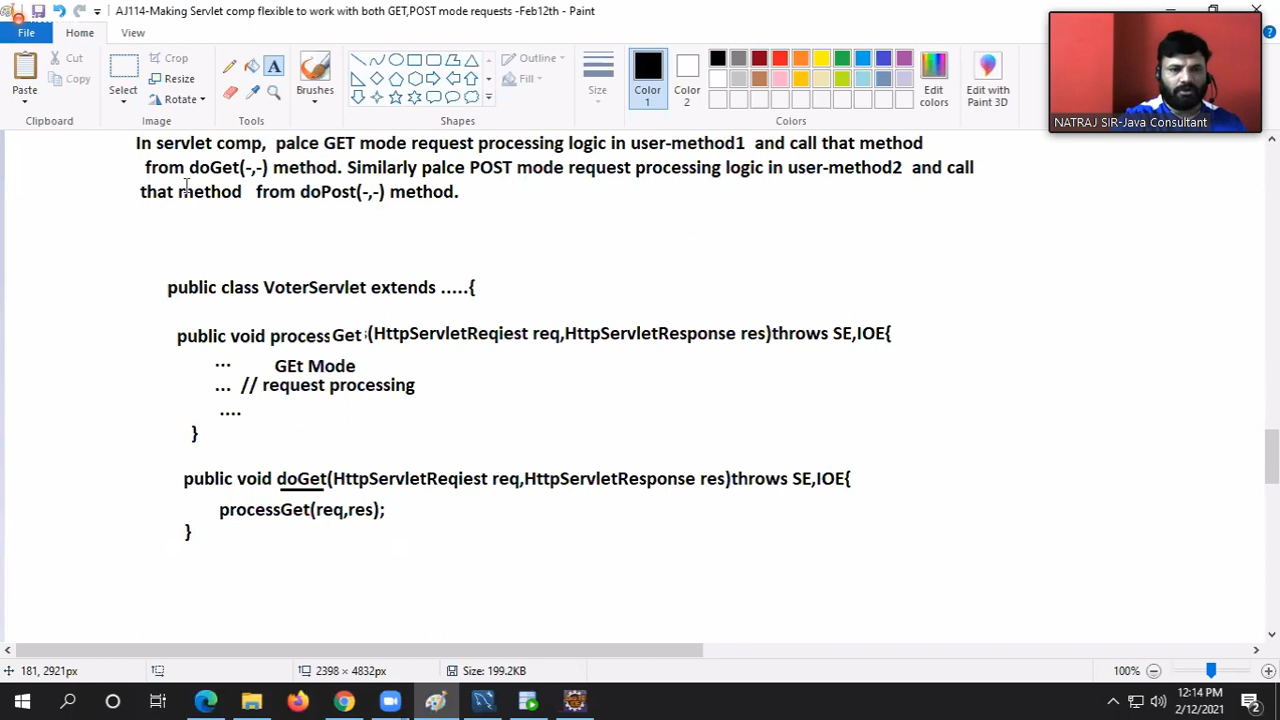 AJ114-Making Servlet comp flexible to work with both GET,POST mode requests -Feb12th - Paint
File Home View
Paste
Cut
Copy
Clipboard
Select
Crop
Resize
Rotate
Image
Tools
Brushes
Outline
Fill
Shapes
Size
Color 1
Color 2
Edit colors
Edit with Paint 3D
Colors
NATRAJ SIR-Java Consultant
In servlet comp, palce GET mode request processing logic in user-method1 and call that method
from doGet(-,-) method. Similarly palce POST mode request processing logic in user-method2 and call
that method from doPost(-,-) method.
public class VoterServlet extends .....{
public void process Get (HttpServletReqiest req,HttpServletResponse res)throws SE,IOE{
... GEt Mode
... // request processing
....
}
public void doGet(HttpServletReqiest req,HttpServletResponse res)throws SE,IOE{
processGet(req,res);
}
181, 2921px
2398 × 4832px
Size: 199.2KB
100%
12:14 PM
2/12/2021
2